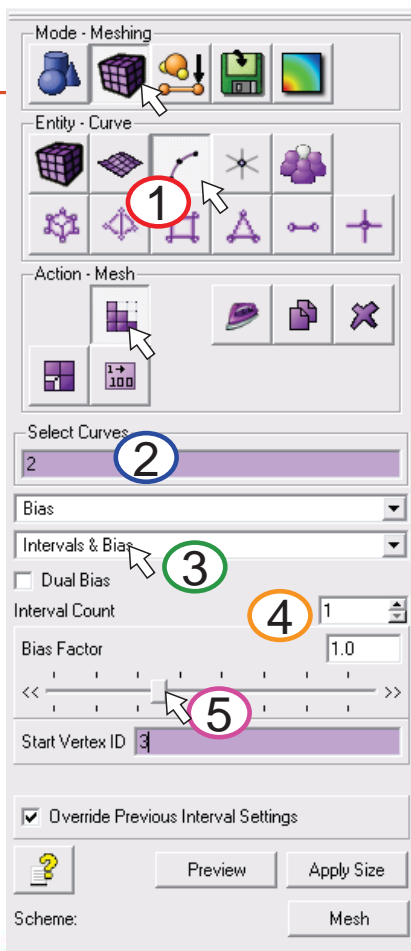 Mode - Meshing
Entity - Curve
1
Action - Mesh
1→
100
Select Curves
2
2
Bias
Intervals & Bias
3
Dual Bias
Interval Count
4
1
Bias Factor
1.0
<<
>>
5
Start Vertex ID
3
Override Previous Interval Settings
?
Preview
Apply Size
Scheme:
Mesh